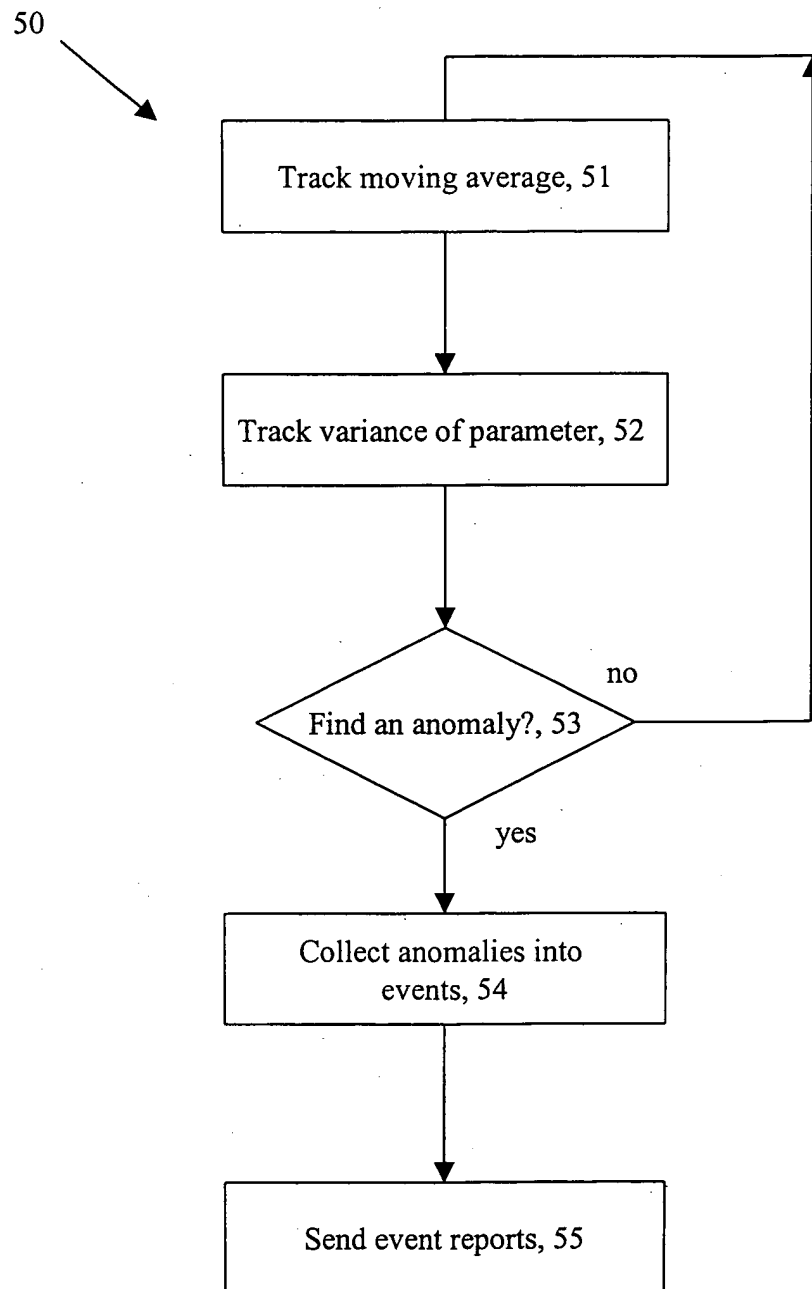 50
Track moving average, 51
Track variance of parameter, 52
no
Find an anomaly?, 53
yes
Collect anomalies into
events, 54
Send event reports, 55